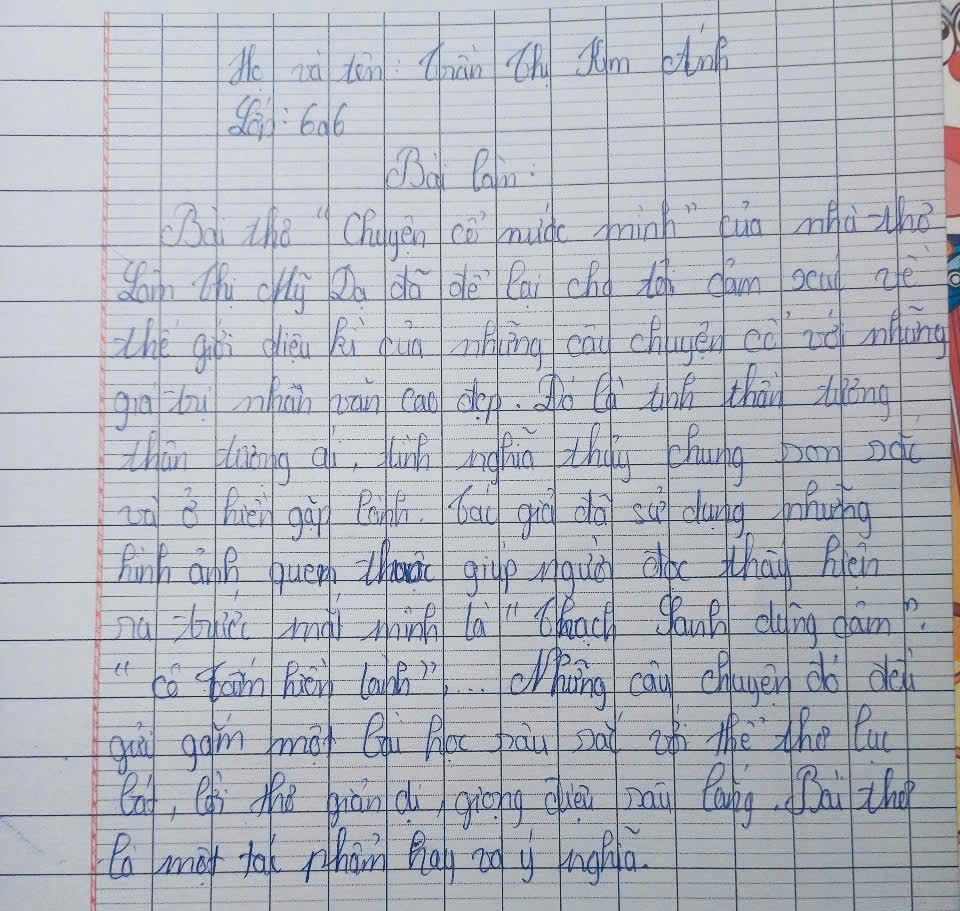 Họ và tên: Trần Thị Kim Ánh
Lớp: 6a6
Bài làm:
Bài thơ "Chuyện cổ nước mình" của nhà thơ
Lâm Thị Mỹ Dạ đã để lại cho tôi cảm xúc về
thế giới diệu kì của những câu chuyện cổ với những
giá trị nhân văn cao đẹp. Đó là tinh thần tương
thân tương ái, tình nghĩa thủy chung son sắc
và ở hiền gặp lành. Tác giả đã sử dụng những
hình ảnh quen thuộc giúp người đọc thấy hiện
ra trước mắt mình là "Thạch Sanh dũng cảm".
"cô Tấm hiền lành",... Những câu chuyện đó đều
gửi gắm một bài học sâu sắc với thể thơ lục
bát, lời thơ giản dị, giọng điệu sâu lắng. Bài thơ
là một tác phẩm hay và ý nghĩa.